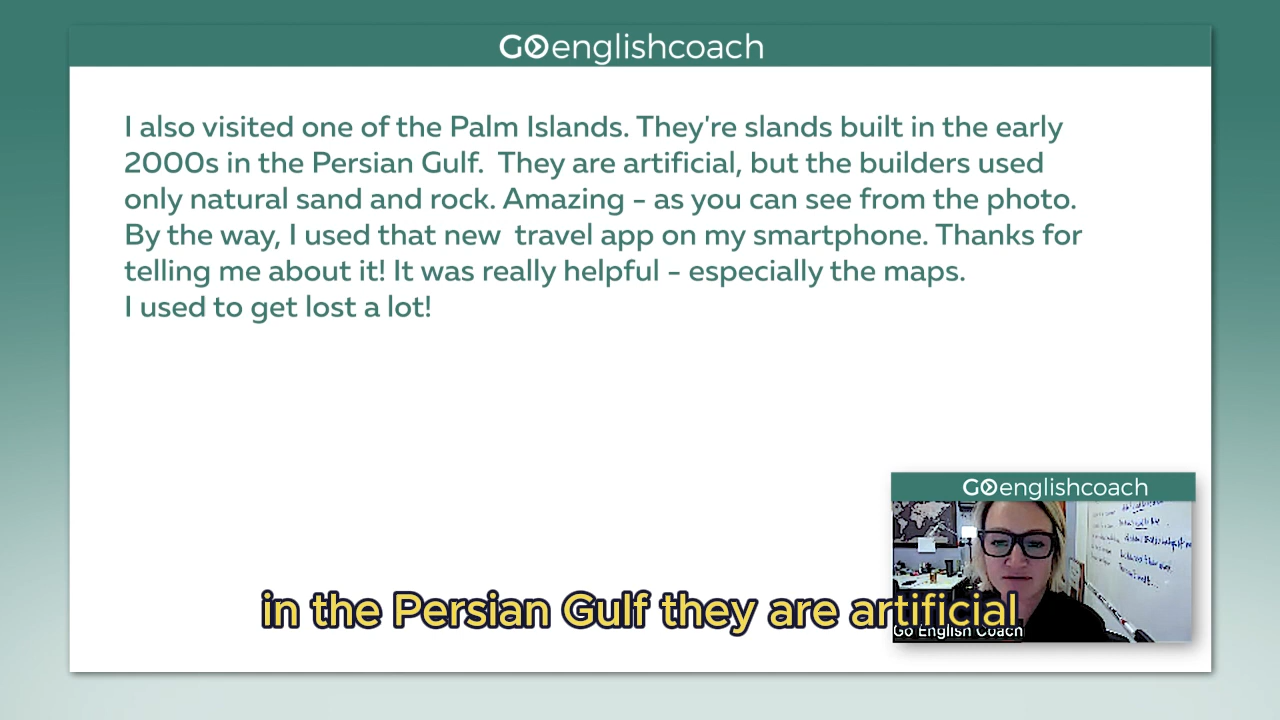 GO englishcoach
I also visited one of the Palm Islands. They're slands built in the early
2000s in the Persian Gulf.  They are artificial, but the builders used
only natural sand and rock. Amazing - as you can see from the photo.
By the way, I used that new  travel app on my smartphone. Thanks for
telling me about it! It was really helpful - especially the maps.
I used to get lost a lot!
GO englishcoach
in the Persian Gulf they are artificial
Go English Coach